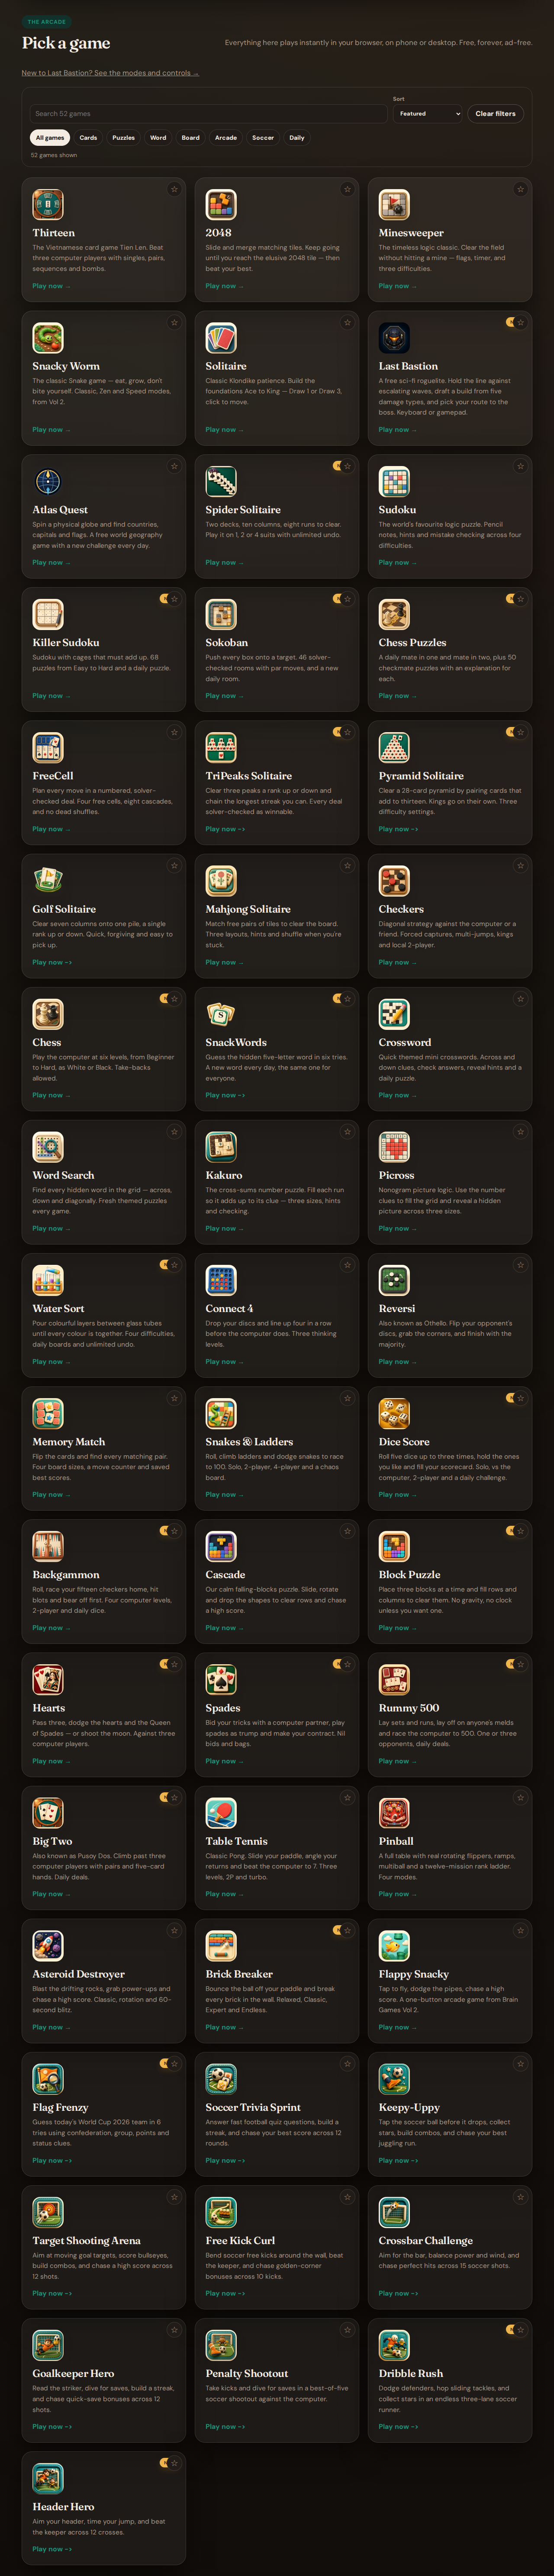 THE ARCADE
Pick a game
Everything here plays instantly in your browser, on phone or desktop. Free, forever, ad-free.
New to Last Bastion? See the modes and controls →
Sort
Search 52 games
Featured
Clear filters
All games
Cards
Puzzles
Word
Board
Arcade
Soccer
Daily
52 games shown
Thirteen
The Vietnamese card game Tien Len. Beat
three computer players with singles, pairs,
sequences and bombs.
Play now →
2048
Slide and merge matching tiles. Keep going
until you reach the elusive 2048 tile — then
beat your best.
Play now →
Minesweeper
The timeless logic classic. Clear the field
without hitting a mine — flags, timer, and
three difficulties.
Play now →
Snacky Worm
The classic Snake game — eat, grow, don't
bite yourself. Classic, Zen and Speed modes,
from Vol 2.
Play now →
Solitaire
Classic Klondike patience. Build the
foundations Ace to King — Draw 1 or Draw 3,
click to move.
Play now →
Last Bastion
A free sci-fi roguelite. Hold the line against
escalating waves, draft a build from five
damage types, and pick your route to the
boss. Keyboard or gamepad.
Play now →
Atlas Quest
Spin a physical globe and find countries,
capitals and flags. A free world geography
game with a new challenge every day.
Play now →
Spider Solitaire
Two decks, ten columns, eight runs to clear.
Play it on 1, 2 or 4 suits with unlimited undo.
Play now →
Sudoku
The world's favourite logic puzzle. Pencil
notes, hints and mistake checking across four
difficulties.
Play now →
Killer Sudoku
Sudoku with cages that must add up. 68
puzzles from Easy to Hard and a daily puzzle.
Play now →
Sokoban
Push every box onto a target. 46 solver-
checked rooms with par moves, and a new
daily room.
Play now →
Chess Puzzles
A daily mate in one and mate in two, plus 50
checkmate puzzles with an explanation for
each.
Play now →
FreeCell
Plan every move in a numbered, solver-
checked deal. Four free cells, eight cascades,
and no dead shuffles.
Play now →
TriPeaks Solitaire
Clear three peaks a rank up or down and
chain the longest streak you can. Every deal
solver-checked as winnable.
Play now ->
Pyramid Solitaire
Clear a 28-card pyramid by pairing cards that
add to thirteen. Kings go on their own. Three
difficulty settings.
Play now ->
Golf Solitaire
Clear seven columns onto one pile, a single
rank up or down. Quick, forgiving and easy to
pick up.
Play now ->
Mahjong Solitaire
Match free pairs of tiles to clear the board.
Three layouts, hints and shuffle when you're
stuck.
Play now →
Checkers
Diagonal strategy against the computer or a
friend. Forced captures, multi-jumps, kings
and local 2-player.
Play now →
Chess
Play the computer at six levels, from Beginner
to Hard, as White or Black. Take-backs
allowed.
Play now →
SnackWords
Guess the hidden five-letter word in six tries.
A new word every day, the same one for
everyone.
Play now ->
Crossword
Quick themed mini crosswords. Across and
down clues, check answers, reveal hints and a
daily puzzle.
Play now →
Word Search
Find every hidden word in the grid — across,
down and diagonally. Fresh themed puzzles
every game.
Play now →
Kakuro
The cross-sums number puzzle. Fill each run
so it adds up to its clue — three sizes, hints
and checking.
Play now →
Picross
Nonogram picture logic. Use the number
clues to fill the grid and reveal a hidden
picture across three sizes.
Play now →
Water Sort
Pour coloured layers between glass tubes
until every colour is together. Four difficulties,
daily boards and unlimited undo.
Play now →
Connect 4
Drop your discs and line up four in a row
before the computer does. Three thinking
levels.
Play now →
Reversi
Also known as Othello. Flip your opponent's
discs, grab the corners, and finish with the
majority.
Play now →
Memory Match
Flip the cards and find every matching pair.
Four board sizes, a move counter and saved
best scores.
Play now →
Snakes & Ladders
Roll, climb ladders and dodge snakes to race
to 100. Solo, 2-player, 4-player and a chaos
board.
Play now →
Dice Score
Roll five dice up to three times, hold the ones
you like and fill your scorecard. Solo, vs the
computer, 2-player and a daily challenge.
Play now →
Backgammon
Roll, race your fifteen checkers home, hit
blots and bear off first. Four computer levels,
2-player and daily dice.
Play now →
Cascade
Our calm falling-blocks puzzle. Slide, rotate
and drop the shapes to clear rows and chase
a high score.
Play now →
Block Puzzle
Place three blocks at a time and fill rows and
columns to clear them. No gravity, no clock
unless you want one.
Play now →
Hearts
Pass three, dodge the hearts and the Queen
of Spades — or shoot the moon. Against three
computer players.
Play now →
Spades
Bid your tricks with a computer partner, play
spades as trump and make your contract. Nil
bids and bags.
Play now →
Rummy 500
Lay sets and runs, lay off on anyone's melds
and race the computer to 500. One or three
opponents, daily deals.
Play now →
Big Two
Also known as Pusoy Dos. Climb past three
computer players with pairs and five-card
hands. Daily deals.
Play now →
Table Tennis
Classic Pong. Slide your paddle, angle your
returns and beat the computer to 7. Three
levels, 2P and turbo.
Play now →
Pinball
A full table with real rotating flippers, ramps,
multiball and a twelve-mission rank ladder.
Four modes.
Play now →
Asteroid Destroyer
Blast the drifting rocks, grab power-ups and
chase a high score. Classic, rotation and 60-
second blitz.
Play now →
Brick Breaker
Bounce the ball off your paddle and break
every brick in the wall. Relaxed, Classic,
Expert and Endless.
Play now →
Flappy Snacky
Tap to fly, dodge the pipes, chase a high
score. A one-button arcade game from Brain
Games Vol 2.
Play now →
Flag Frenzy
Guess today's World Cup 2026 team in 6
tries using confederation, group, points and
status clues.
Play now ->
Soccer Trivia Sprint
Answer fast football quiz questions, build a
streak, and chase your best score across 12
rounds.
Play now ->
Keepy-Uppy
Tap the soccer ball before it drops, collect
stars, build combos, and chase your best
juggling run.
Play now ->
Target Shooting Arena
Aim at moving goal targets, score bullseyes,
build combos, and chase a high score across
12 shots.
Play now ->
Free Kick Curl
Bend soccer free kicks around the wall, beat
the keeper, and chase golden-corner
bonuses across 10 kicks.
Play now ->
Crossbar Challenge
Aim for the bar, balance power and wind, and
chase perfect hits across 15 soccer shots.
Play now ->
Goalkeeper Hero
Read the striker, dive for saves, build a streak,
and chase quick-save bonuses across 12
shots.
Play now ->
Penalty Shootout
Take kicks and dive for saves in a best-of-five
soccer shootout against the computer.
Play now ->
Dribble Rush
Dodge defenders, hop sliding tackles, and
collect stars in an endless three-lane soccer
runner.
Play now ->
Header Hero
Aim your header, time your jump, and beat
the keeper across 12 crosses.
Play now ->